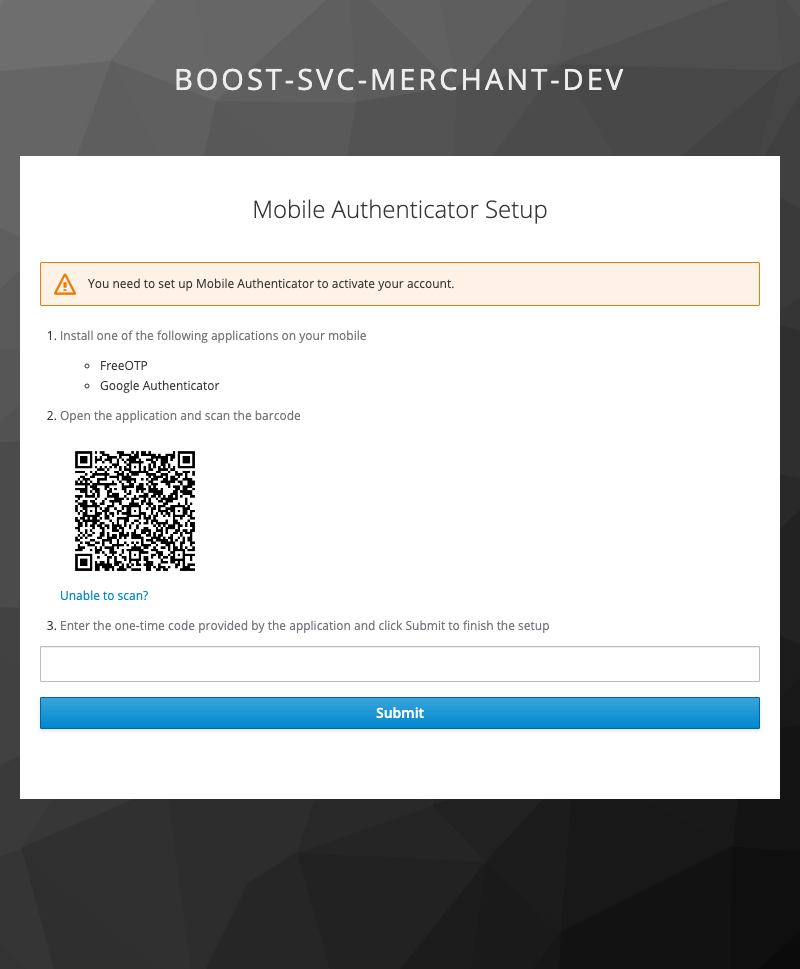 BOOST-SVC-MERCHANT-DEV
Mobile Authenticator Setup
You need to set up Mobile Authenticator to activate your account.
1. Install one of the following applications on your mobile
FreeOTP
Google Authenticator
2. Open the application and scan the barcode
Unable to scan?
3. Enter the one-time code provided by the application and click Submit to finish the setup
Submit